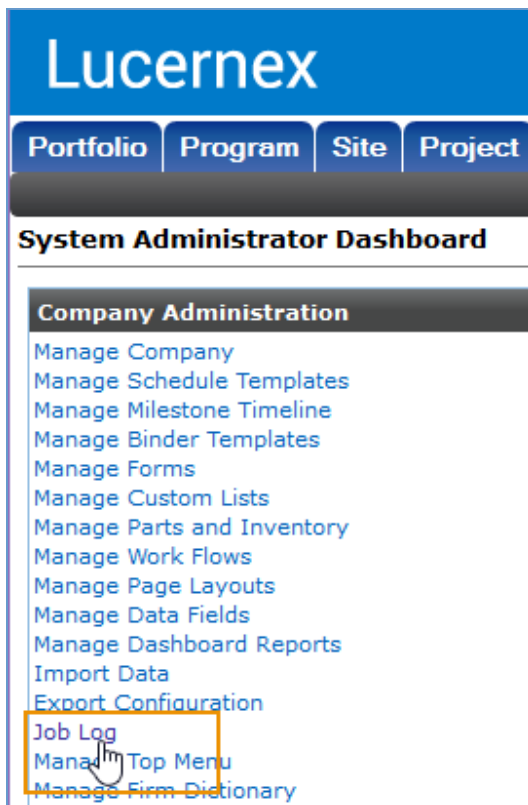 Lucernex
Portfolio Program Site Project
System Administrator Dashboard
Company Administration
Manage Company
Manage Schedule Templates
Manage Milestone Timeline
Manage Binder Templates
Manage Forms
Manage Custom Lists
Manage Parts and Inventory
Manage Work Flows
Manage Page Layouts
Manage Data Fields
Manage Dashboard Reports
Import Data
Export Configuration
Job Log
Manage Top Menu
Manage Firm Dictionary